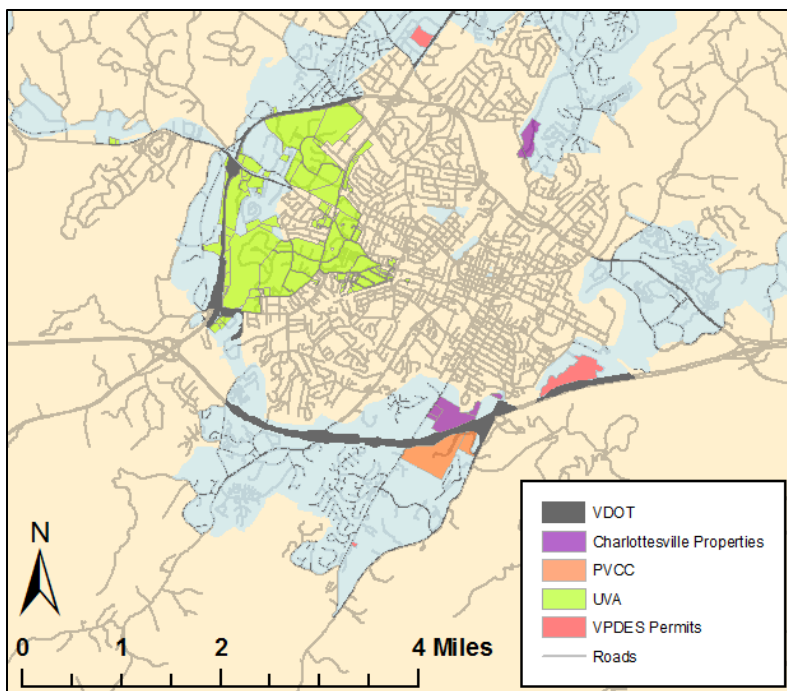 N
0 1 2 4 Miles
VDOT
Charlottesville Properties
PVCC
UVA
VPDES Permits
Roads